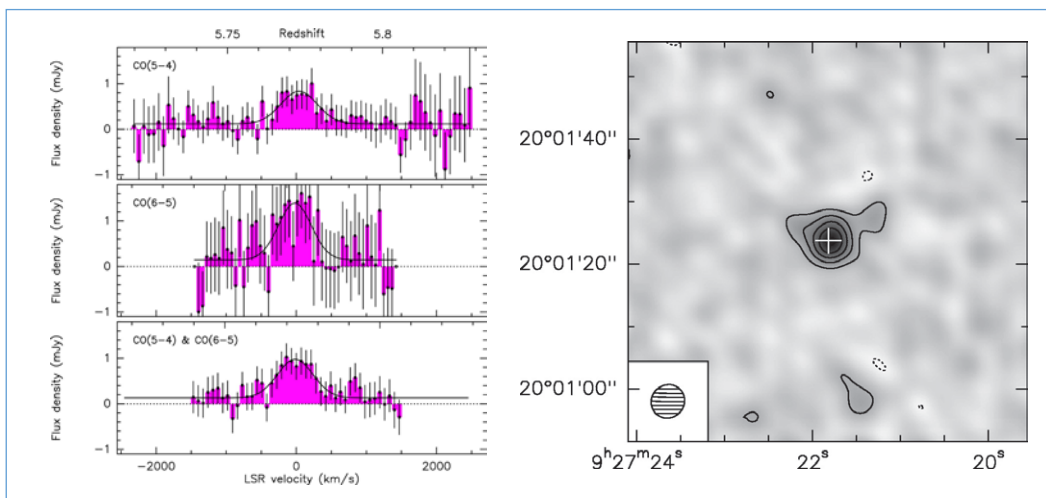 5.75 Redshift 5.8
CO(5-4)
Flux density (mJy)
1
0
-1
CO(6-5)
Flux density (mJy)
1
0
-1
CO(5-4) & CO(6-5)
Flux density (mJy)
1
0
-1
-2000 0 2000
LSR velocity (km/s)
20°01'40''
20°01'20''
20°01'00''
9ʰ27ᵐ24ˢ 22ˢ 20ˢ